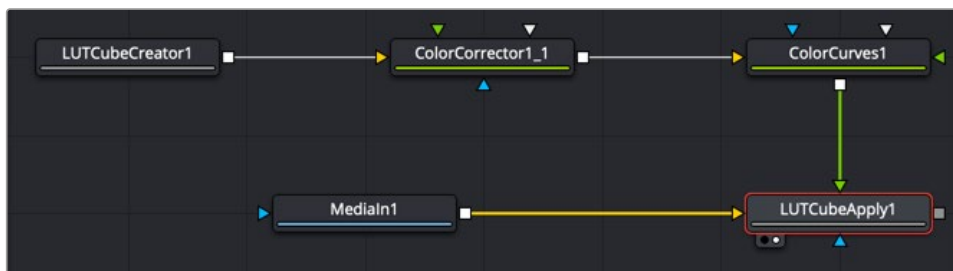 LUTCubeCreator1
ColorCorrector1_1
ColorCurves1
MediaIn1
LUTCubeApply1